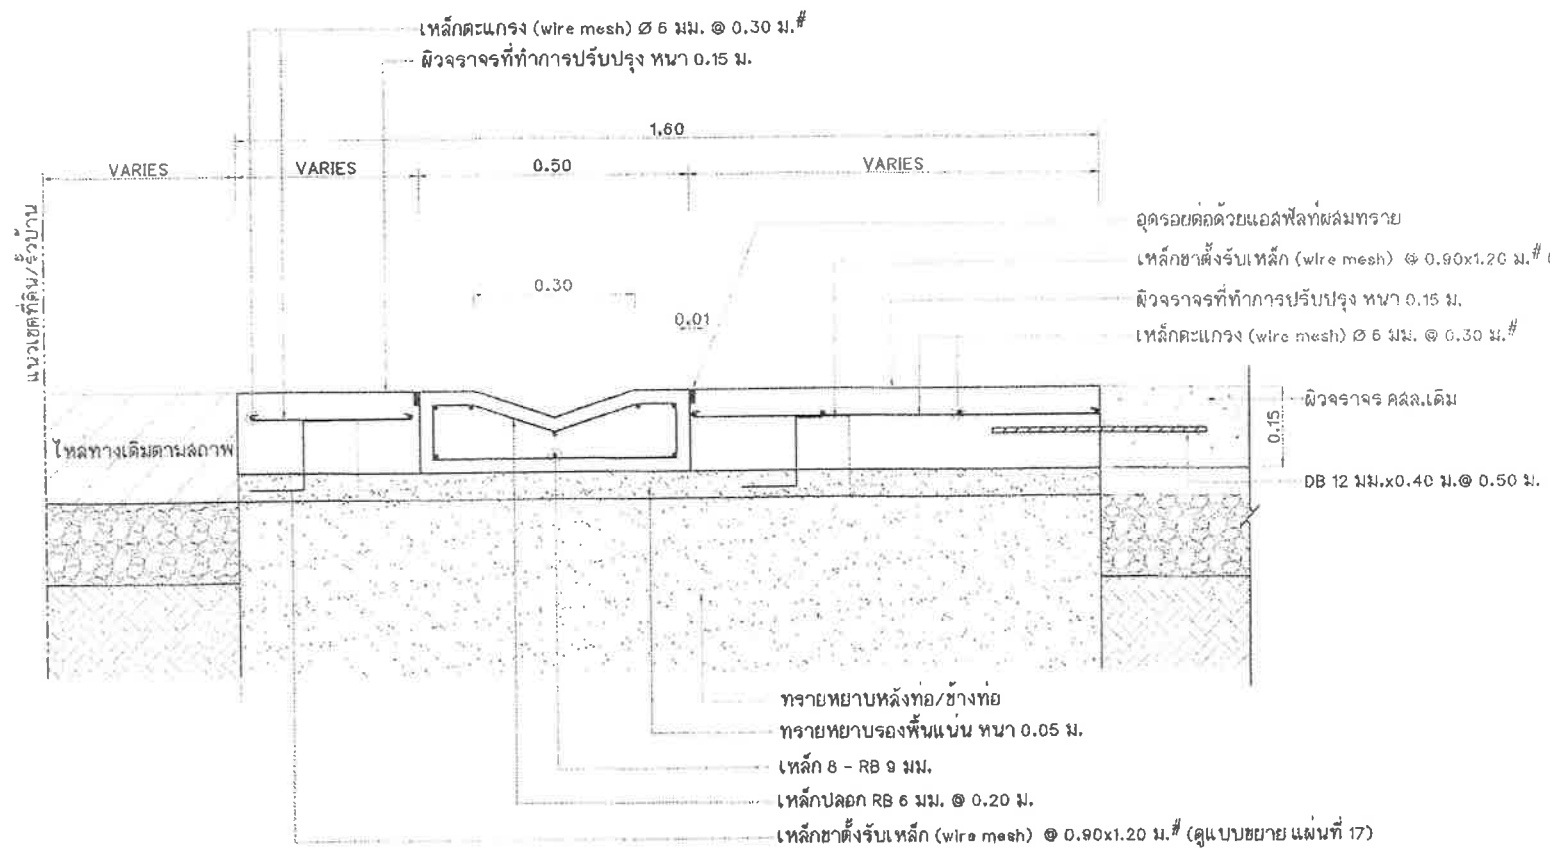 เหล็กตะแกรง (wire mesh) Ø 6 มม. @ 0.30 ม.#
ผิวจราจรที่ทำการปรับปรุง หนา 0.15 ม.
1.60
VARIES
VARIES
0.50
VARIES
แนวเขตที่ดิน/รั้วบ้าน
อุดรอยต่อด้วยแอสฟัลท์ผสมทราย
เหล็กขาตั้งรับเหล็ก (wire mesh) @ 0.90x1.20 ม.#
0.30
ผิวจราจรที่ทำการปรับปรุง หนา 0.15 ม.
0.01
เหล็กตะแกรง (wire mesh) Ø 6 มม. @ 0.30 ม.#
ผิวจราจร คสล.เดิม
0.15
ไหล่ทางเดิมตามสภาพ
DB 12 มม.x0.40 ม.@ 0.50 ม.
ทรายหยาบหลังท่อ/ข้างท่อ
ทรายหยาบรองพื้นแน่น หนา 0.05 ม.
เหล็ก 8 - RB 9 มม.
เหล็กปลอก RB 6 มม. @ 0.20 ม.
เหล็กขาตั้งรับเหล็ก (wire mesh) @ 0.90x1.20 ม.# (ดูแบบขยาย แผ่นที่ 17)